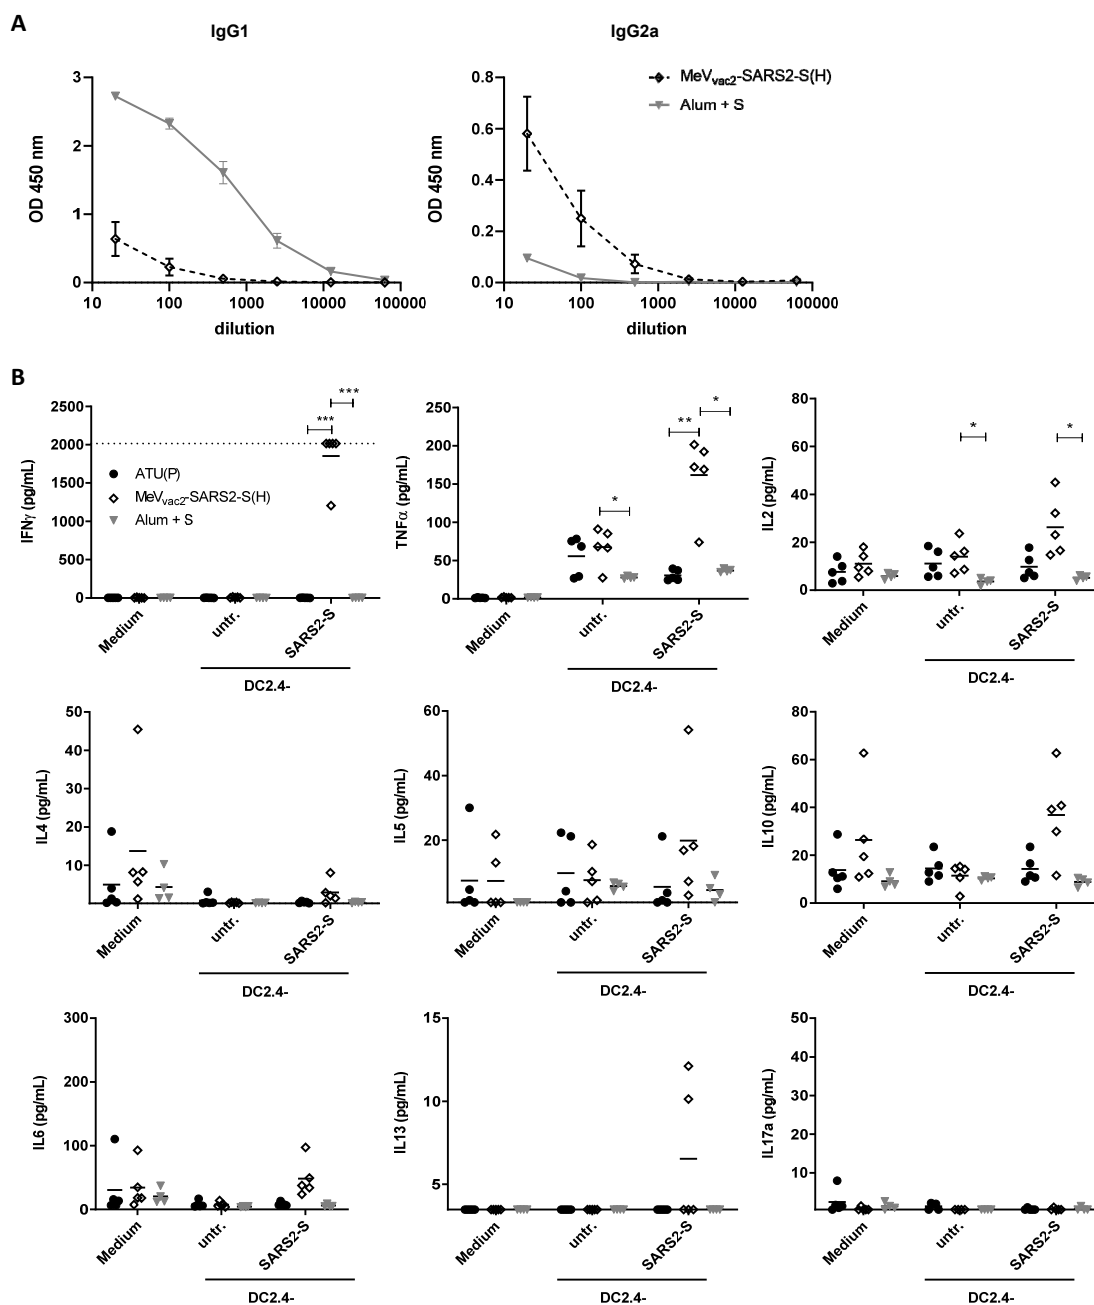 A
IgG1
IgG2a
3
2
1
0
OD 450 nm
10 100 1000 10000 100000
dilution
0.8
0.6
0.4
0.2
0.0
OD 450 nm
10 100 1000 10000 100000
dilution
MeVvac2-SARS2-S(H)
Alum + S
B
2500
2000
1500
1000
500
0
IFNγ (pg/mL)
***
***
ATU(P)
MeVvac2-SARS2-S(H)
Alum + S
Medium
untr.
SARS2-S
DC2.4-
250
200
150
100
50
0
TNFα (pg/mL)
*
**
*
Medium
untr.
SARS2-S
DC2.4-
80
60
40
20
0
IL2 (pg/mL)
*
*
Medium
untr.
SARS2-S
DC2.4-
50
40
30
20
10
0
IL4 (pg/mL)
Medium
untr.
SARS2-S
DC2.4-
60
40
20
IL5 (pg/mL)
Medium
untr.
SARS2-S
DC2.4-
80
60
40
20
0
IL10 (pg/mL)
Medium
untr.
SARS2-S
DC2.4-
300
200
100
0
IL6 (pg/mL)
Medium
untr.
SARS2-S
DC2.4-
15
10
5
IL13 (pg/mL)
Medium
untr.
SARS2-S
DC2.4-
50
40
30
20
10
IL17a (pg/mL)
Medium
untr.
SARS2-S
DC2.4-